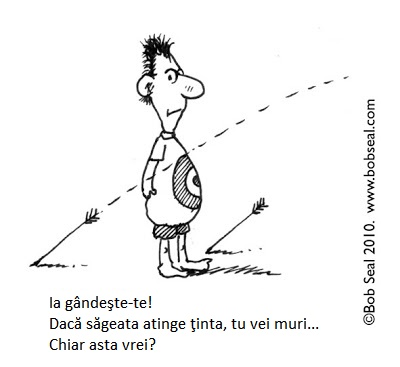 Ia gândeşte-te!
Dacă săgeata atinge ţinta, tu vei muri...
Chiar asta vrei?
©Bob Seal 2010. www.bobseal.com